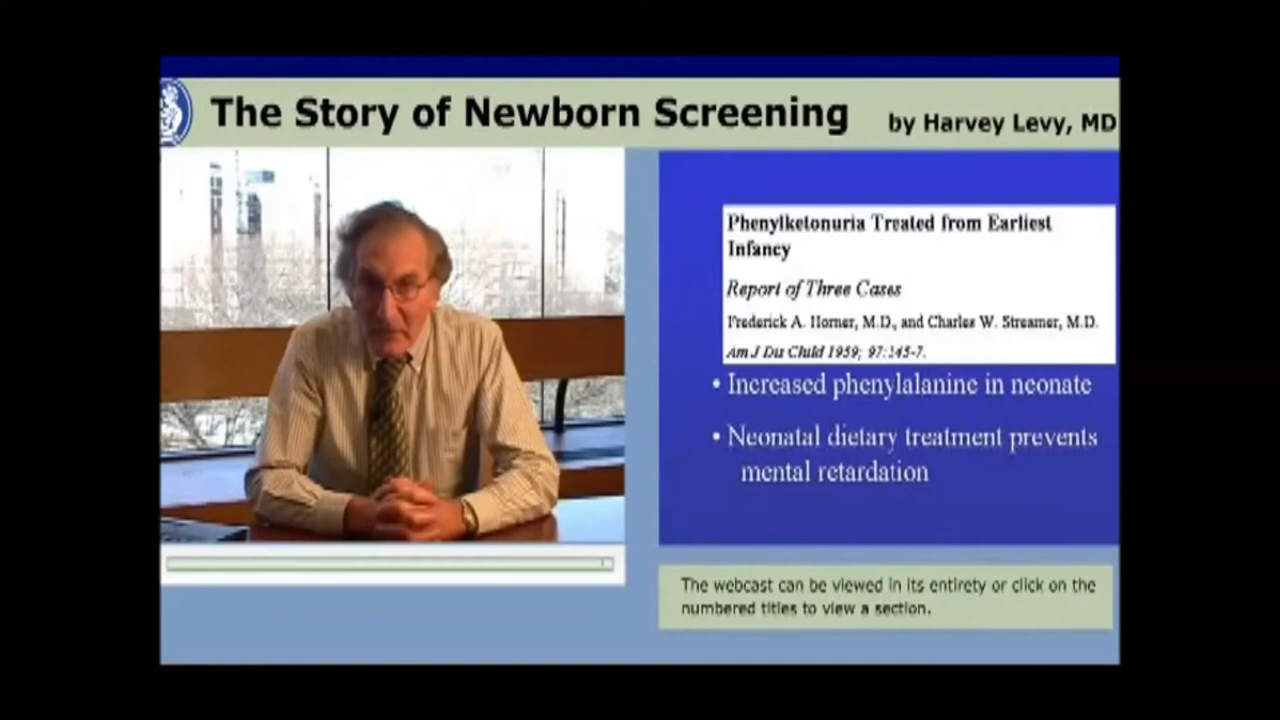 The Story of Newborn Screening by Harvey Levy, MD
Phenylketonuria Treated from Earliest
Infancy
Report of Three Cases
Frederick A. Horner, M.D., and Charles W. Streamer, M.D.
Am J Dis Child 1959; 97:345-7.
• Increased phenylalanine in neonate
• Neonatal dietary treatment prevents
mental retardation
The webcast can be viewed in its entirety or click on the
numbered titles to view a section.